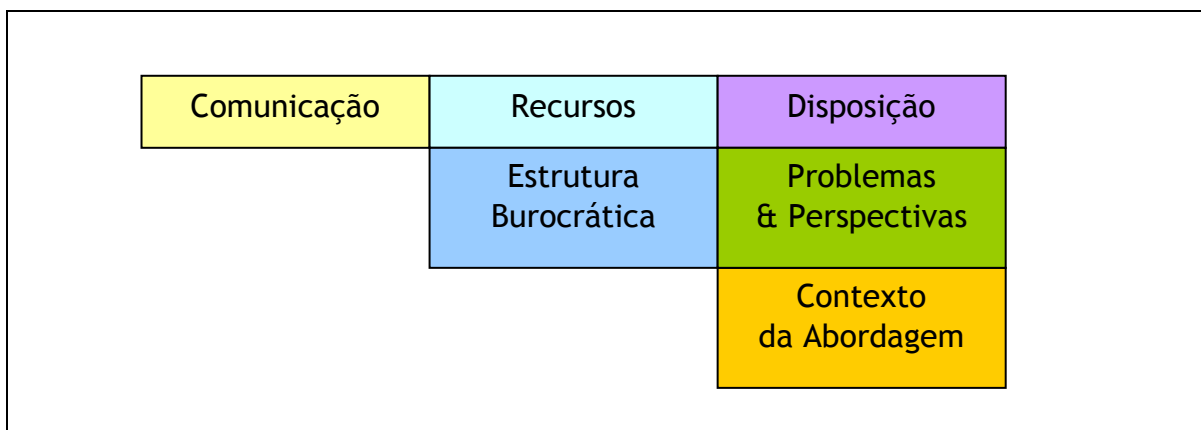 Comunicação
Recursos
Disposição
Estrutura
Burocrática
Problemas
& Perspectivas
Contexto
da Abordagem